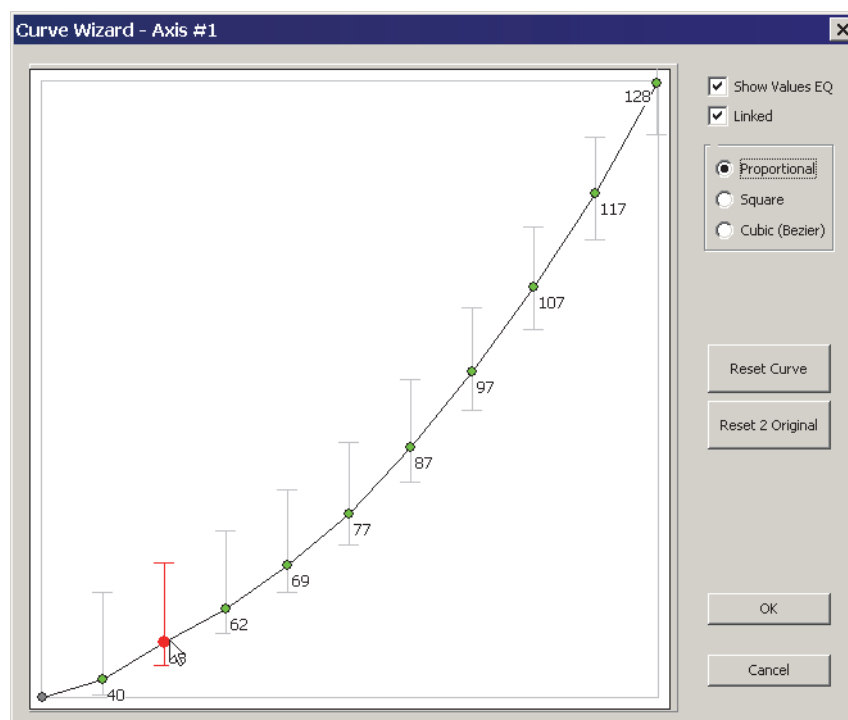 Curve Wizard - Axis #1
128
Show Values EQ
Linked
Proportional
Square
Cubic (Bezier)
117
107
97
Reset Curve
Reset 2 Original
87
77
69
62
40
OK
Cancel